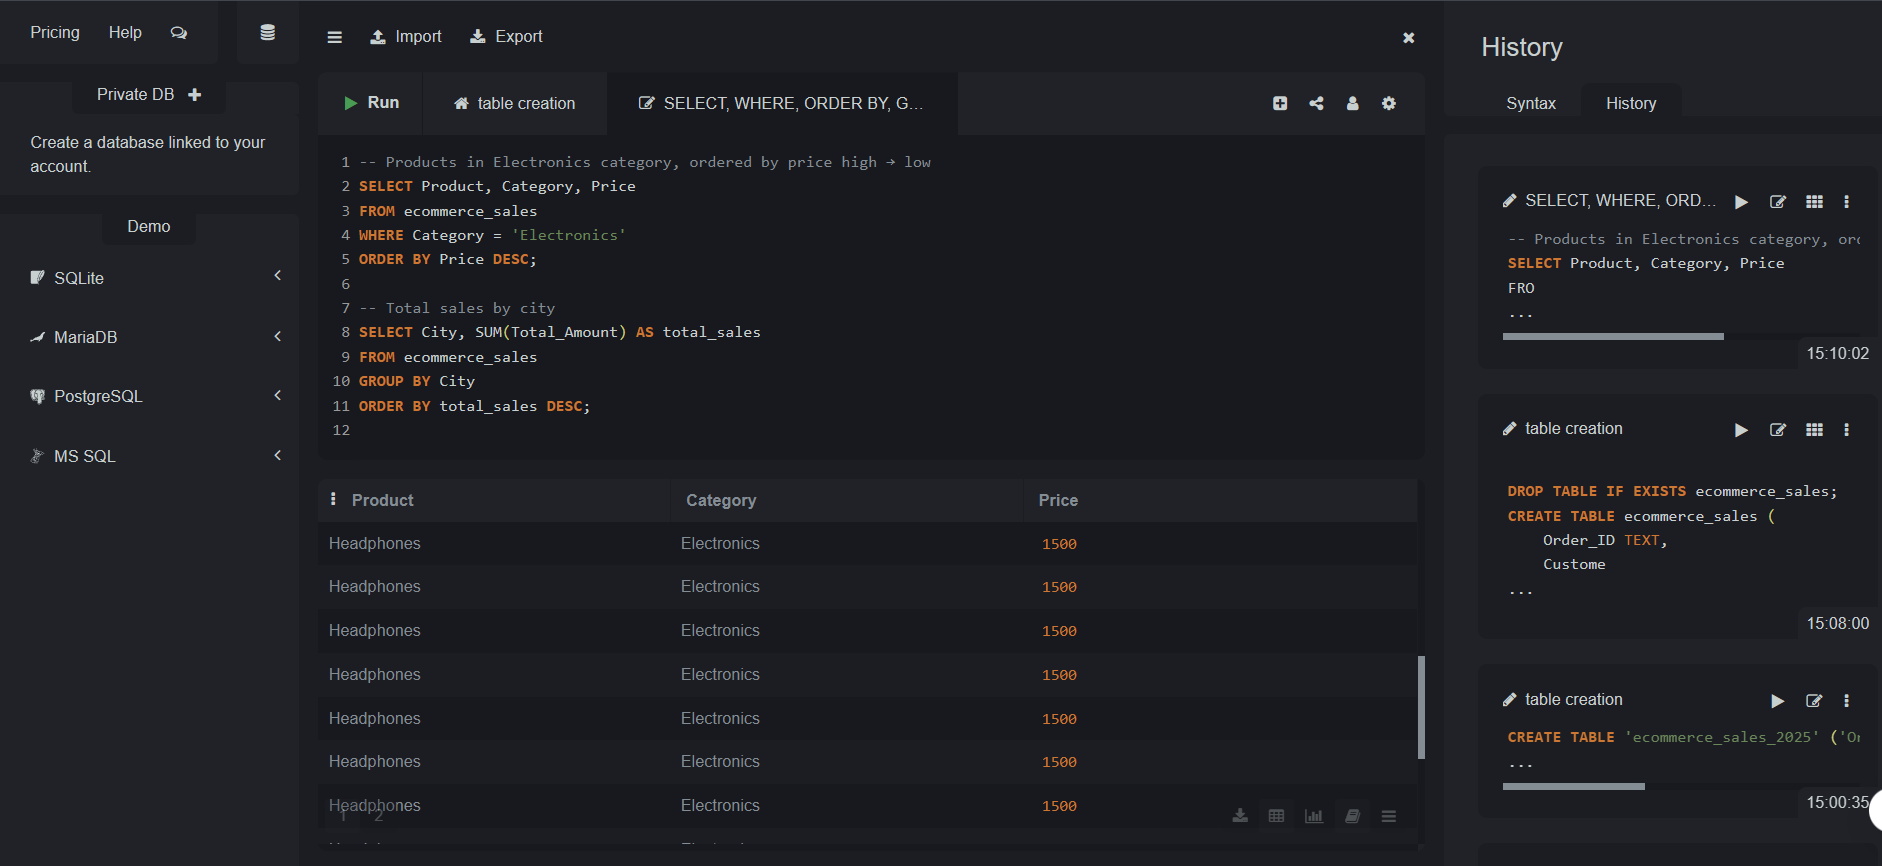 Pricing Help
Import Export
History
Private DB
Run table creation SELECT, WHERE, ORDER BY, G...
Syntax History
Create a database linked to your
account.
Demo
SQLite
MariaDB
PostgreSQL
MS SQL
1 -- Products in Electronics category, ordered by price high → low
2 SELECT Product, Category, Price
3 FROM ecommerce_sales
4 WHERE Category = 'Electronics'
5 ORDER BY Price DESC;
6
7 -- Total sales by city
8 SELECT City, SUM(Total_Amount) AS total_sales
9 FROM ecommerce_sales
10 GROUP BY City
11 ORDER BY total_sales DESC;
12
Product Category Price
Headphones Electronics 1500
Headphones Electronics 1500
Headphones Electronics 1500
Headphones Electronics 1500
Headphones Electronics 1500
Headphones Electronics 1500
Headphones Electronics 1500
1 2
SELECT, WHERE, ORD...
-- Products in Electronics category, ord
SELECT Product, Category, Price
FRO
...
15:10:02
table creation
DROP TABLE IF EXISTS ecommerce_sales;
CREATE TABLE ecommerce_sales (
Order_ID TEXT,
Custome
...
15:08:00
table creation
CREATE TABLE 'ecommerce_sales_2025' ('Or
...
15:00:35